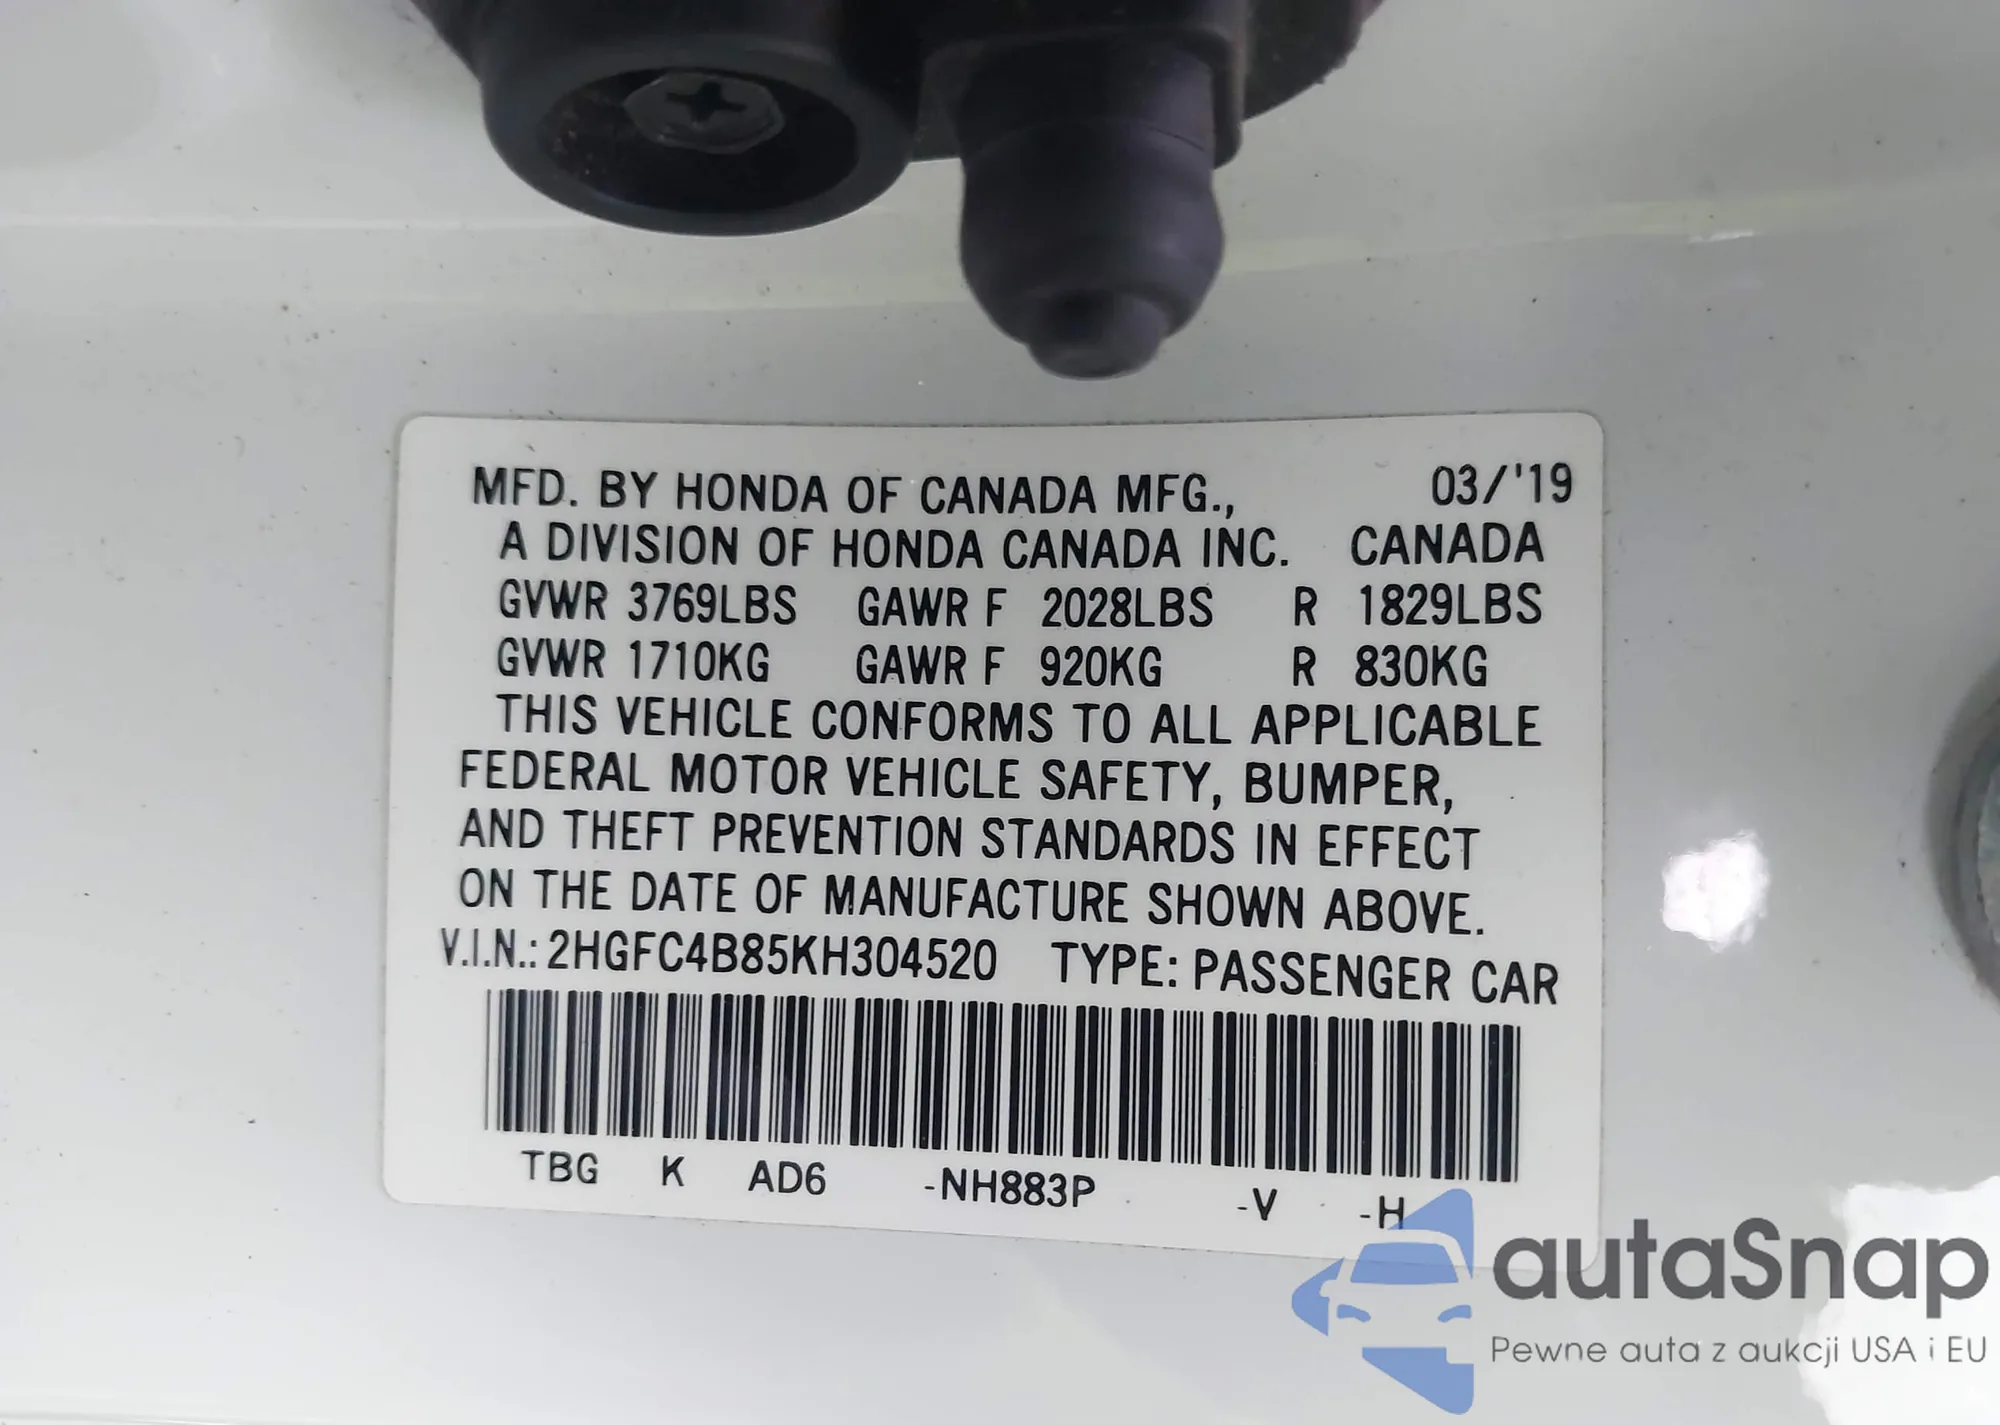 MFD. BY HONDA OF CANADA MFG., 03/'19
A DIVISION OF HONDA CANADA INC. CANADA
GVWR 3769LBS GAWR F 2028LBS R 1829LBS
GVWR 1710KG GAWR F 920KG R 830KG
THIS VEHICLE CONFORMS TO ALL APPLICABLE
FEDERAL MOTOR VEHICLE SAFETY, BUMPER,
AND THEFT PREVENTION STANDARDS IN EFFECT
ON THE DATE OF MANUFACTURE SHOWN ABOVE.
V.I.N.: 2HGFC4B85KH304520 TYPE: PASSENGER CAR
TBG K AD6 -NH883P -V -H
autaSnap
Pewne auta z aukcji USA i EU